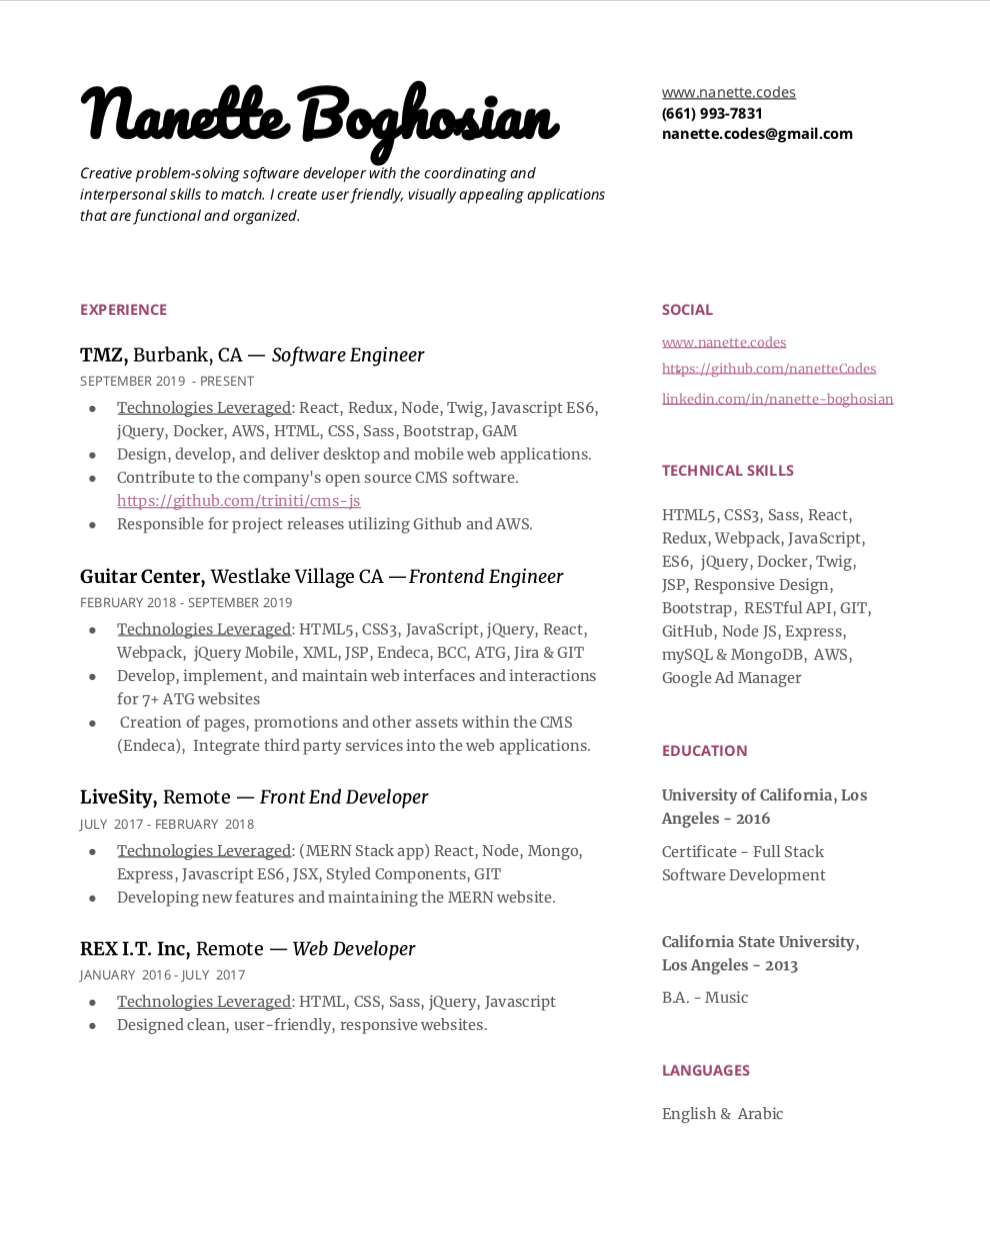 Nanette Boghosian
Creative problem-solving software developer with the coordinating and
interpersonal skills to match. I create user friendly, visually appealing applications
that are functional and organized.
www.nanette.codes
(661) 993-7831
nanette.codes@gmail.com
EXPERIENCE
TMZ, Burbank, CA — Software Engineer
SEPTEMBER 2019 - PRESENT
● Technologies Leveraged: React, Redux, Node, Twig, Javascript ES6,
jQuery, Docker, AWS, HTML, CSS, Sass, Bootstrap, GAM
● Design, develop, and deliver desktop and mobile web applications.
● Contribute to the company's open source CMS software.
https://github.com/triniti/cms-js
● Responsible for project releases utilizing Github and AWS.
Guitar Center, Westlake Village CA —Frontend Engineer
FEBRUARY 2018 - SEPTEMBER 2019
● Technologies Leveraged: HTML5, CSS3, JavaScript, jQuery, React,
Webpack, jQuery Mobile, XML, JSP, Endeca, BCC, ATG, Jira & GIT
● Develop, implement, and maintain web interfaces and interactions
for 7+ ATG websites
● Creation of pages, promotions and other assets within the CMS
(Endeca), Integrate third party services into the web applications.
LiveSity, Remote — Front End Developer
JULY 2017 - FEBRUARY 2018
● Technologies Leveraged: (MERN Stack app) React, Node, Mongo,
Express, Javascript ES6, JSX, Styled Components, GIT
● Developing new features and maintaining the MERN website.
REX I.T. Inc, Remote — Web Developer
JANUARY 2016 - JULY 2017
● Technologies Leveraged: HTML, CSS, Sass, jQuery, Javascript
● Designed clean, user-friendly, responsive websites.
SOCIAL
www.nanette.codes
https://github.com/nanetteCodes
linkedin.com/in/nanette-boghosian
TECHNICAL SKILLS
HTML5, CSS3, Sass, React,
Redux, Webpack, JavaScript,
ES6, jQuery, Docker, Twig,
JSP, Responsive Design,
Bootstrap, RESTful API, GIT,
GitHub, Node JS, Express,
mySQL & MongoDB, AWS,
Google Ad Manager
EDUCATION
University of California, Los
Angeles - 2016
Certificate - Full Stack
Software Development
California State University,
Los Angeles - 2013
B.A. - Music
LANGUAGES
English & Arabic